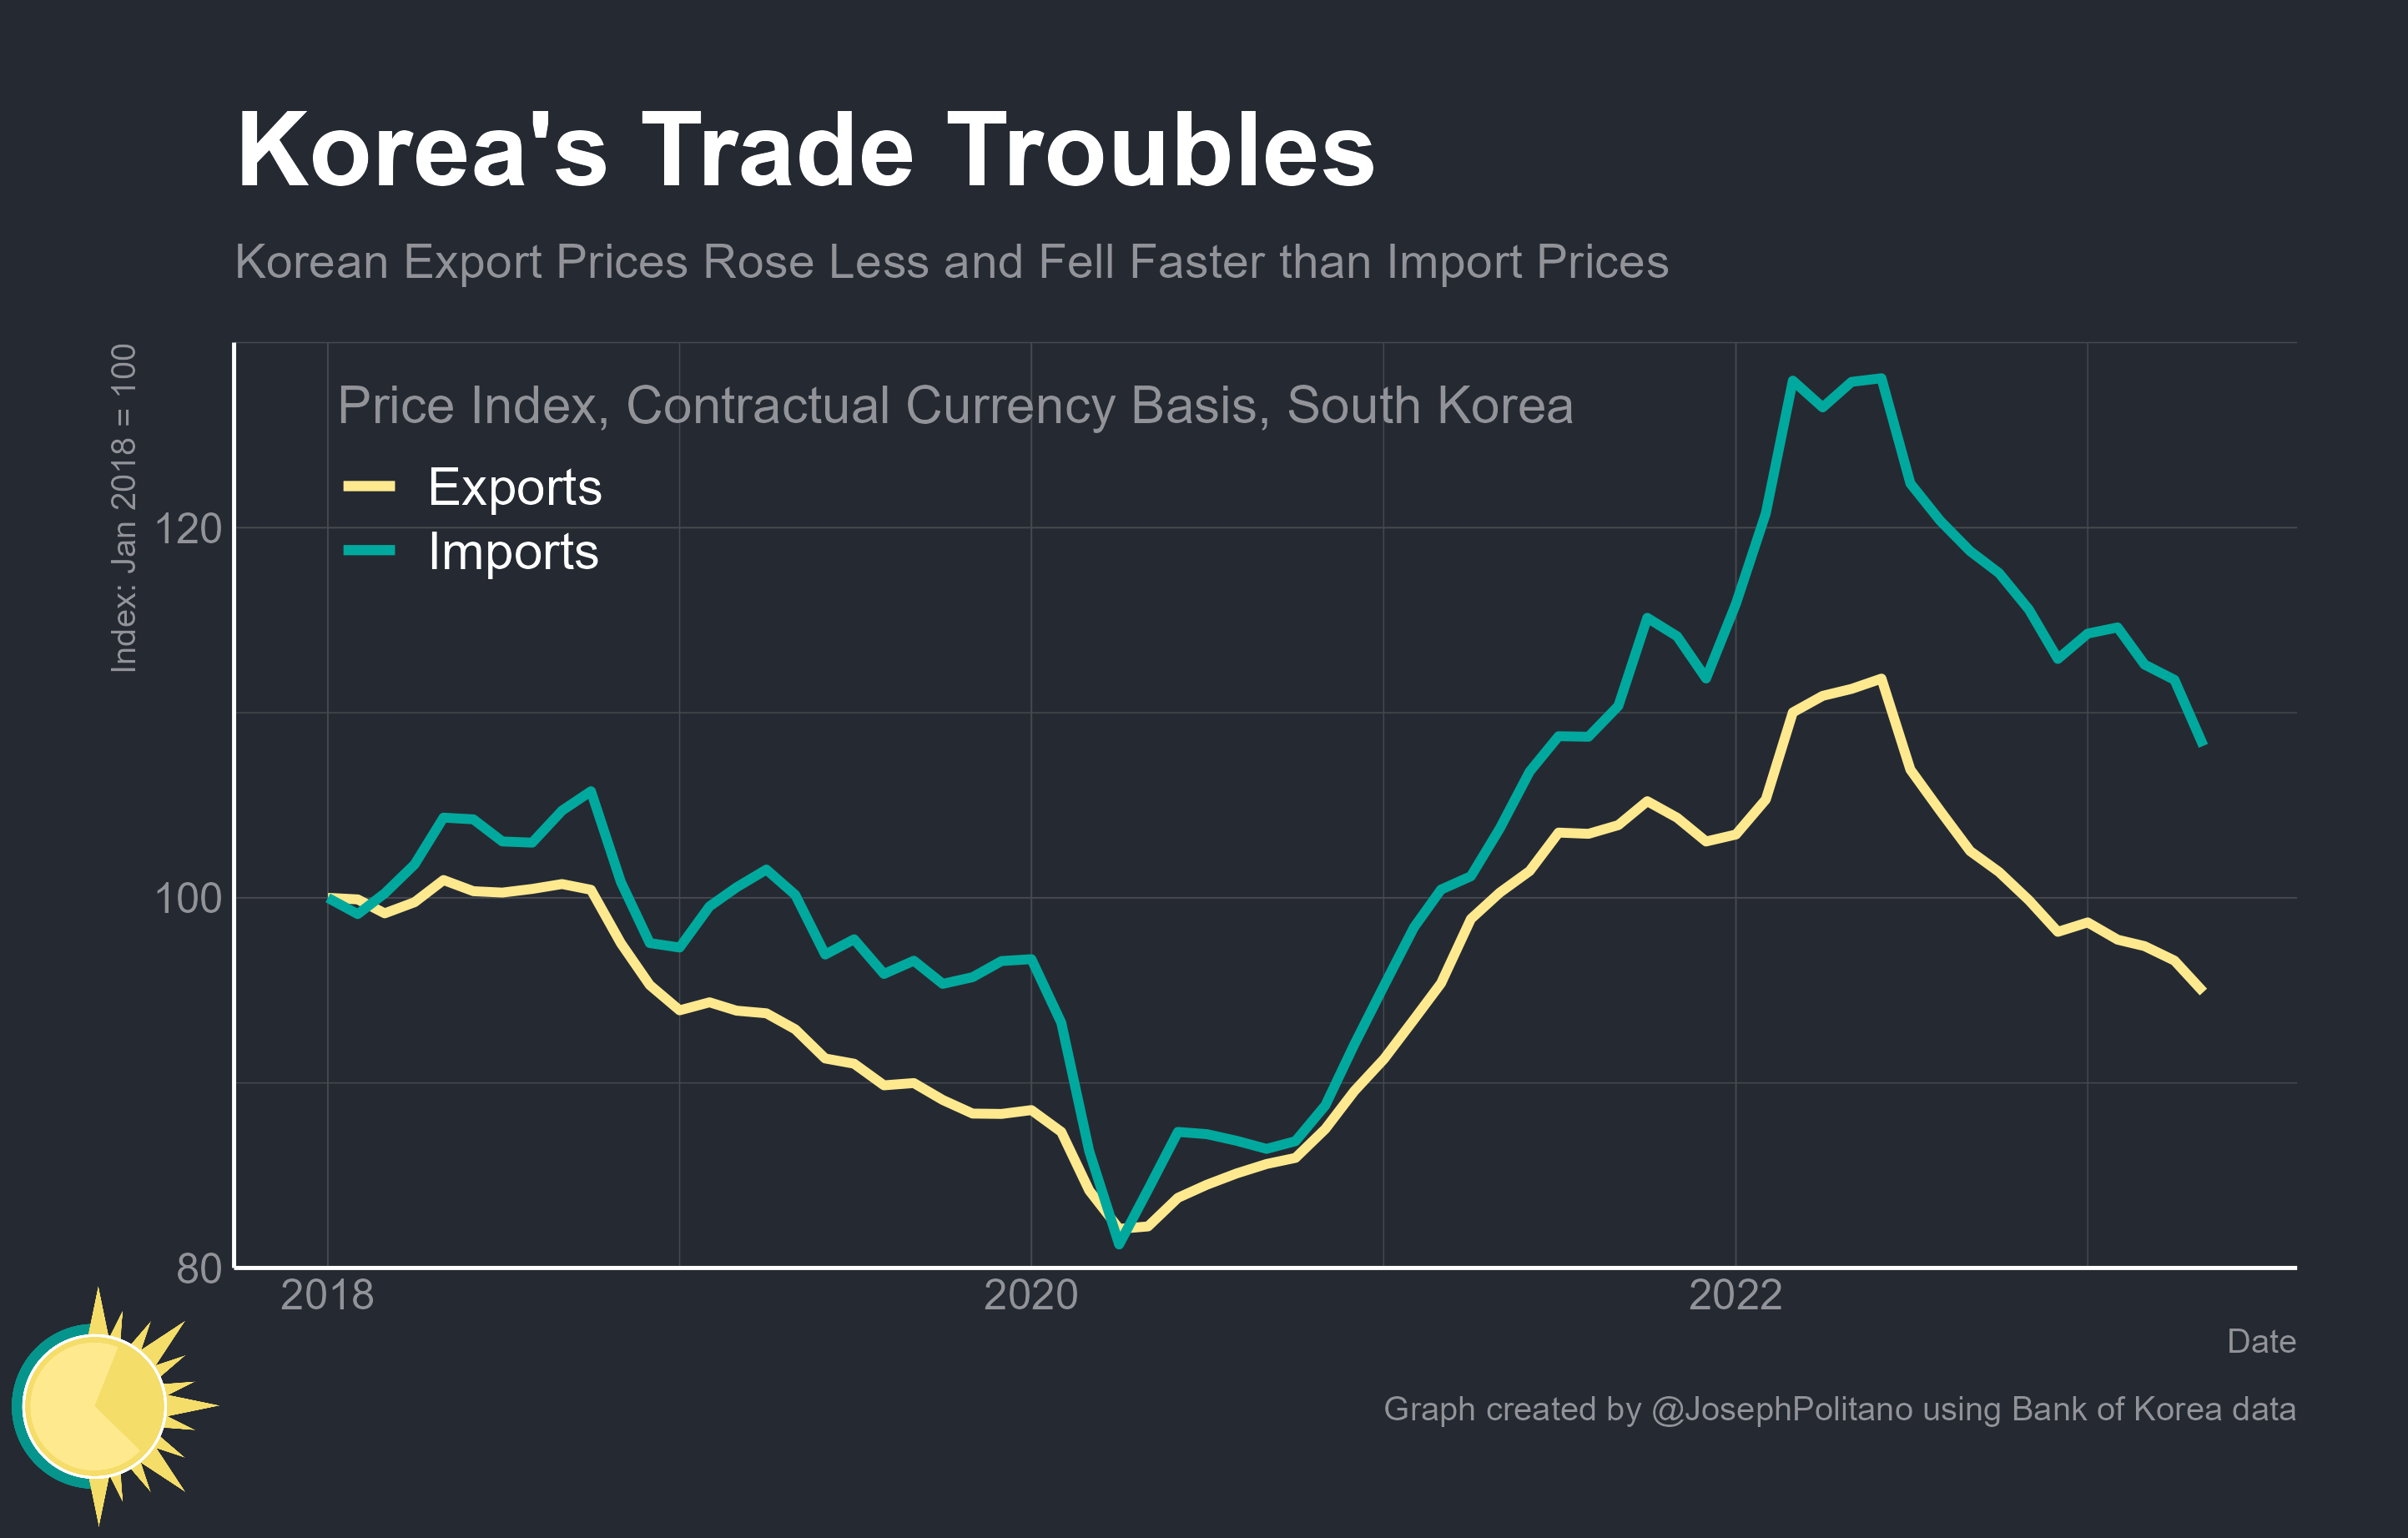 Korea's Trade Troubles
Korean Export Prices Rose Less and Fell Faster than Import Prices
Index: Jan 2018 = 100
Price Index, Contractual Currency Basis, South Korea
Exports
Imports
120
100
80
2018
2020
2022
Date
Graph created by @JosephPolitano using Bank of Korea data